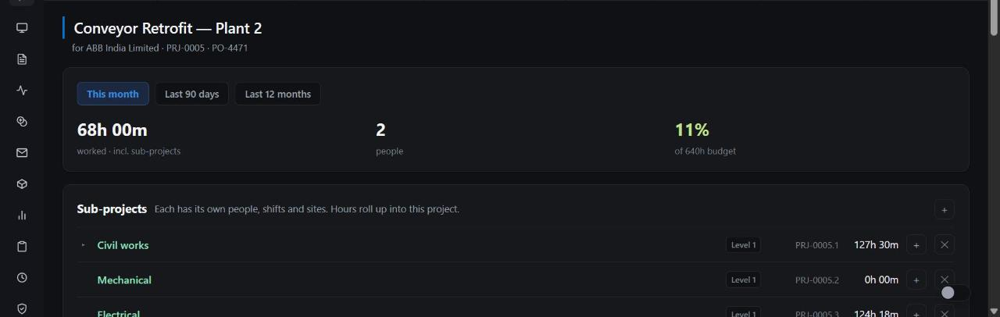 Conveyor Retrofit — Plant 2
for ABB India Limited · PRJ-0005 · PO-4471
This month Last 90 days Last 12 months
68h 00m 2 11%
worked · incl. sub-projects people of 640h budget
Sub-projects Each has its own people, shifts and sites. Hours roll up into this project. +
Civil works Level 1 PRJ-0005.1 127h 30m +
Mechanical Level 1 PRJ-0005.2 0h 00m +
Electrical Level 1 PRJ-0005.3 124h 18m +